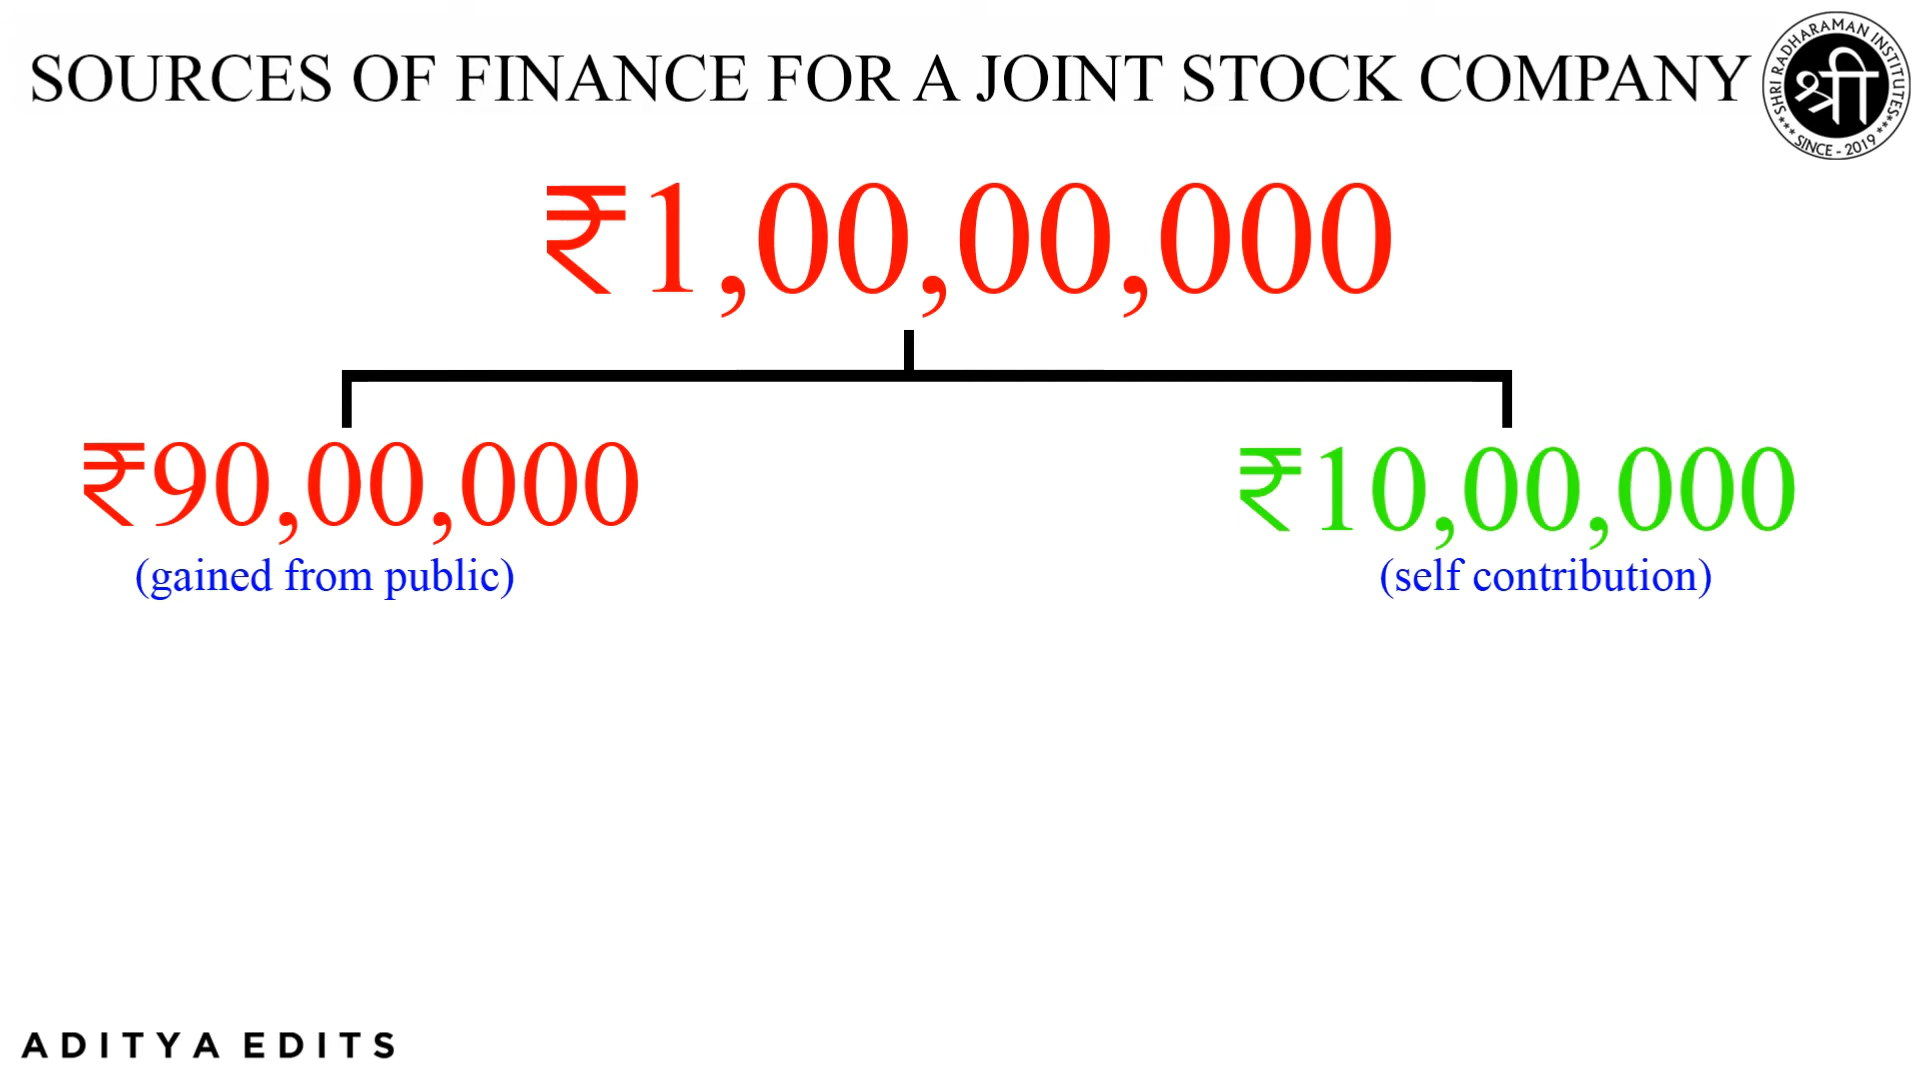 SOURCES OF FINANCE FOR A JOINT STOCK COMPANY
SHRI RADHARAMAN INSTITUTES
श्री
*** SINCE - 2019 ***
₹1,00,00,000
₹90,00,000
₹10,00,000
(gained from public)
(self contribution)
ADITYA EDITS